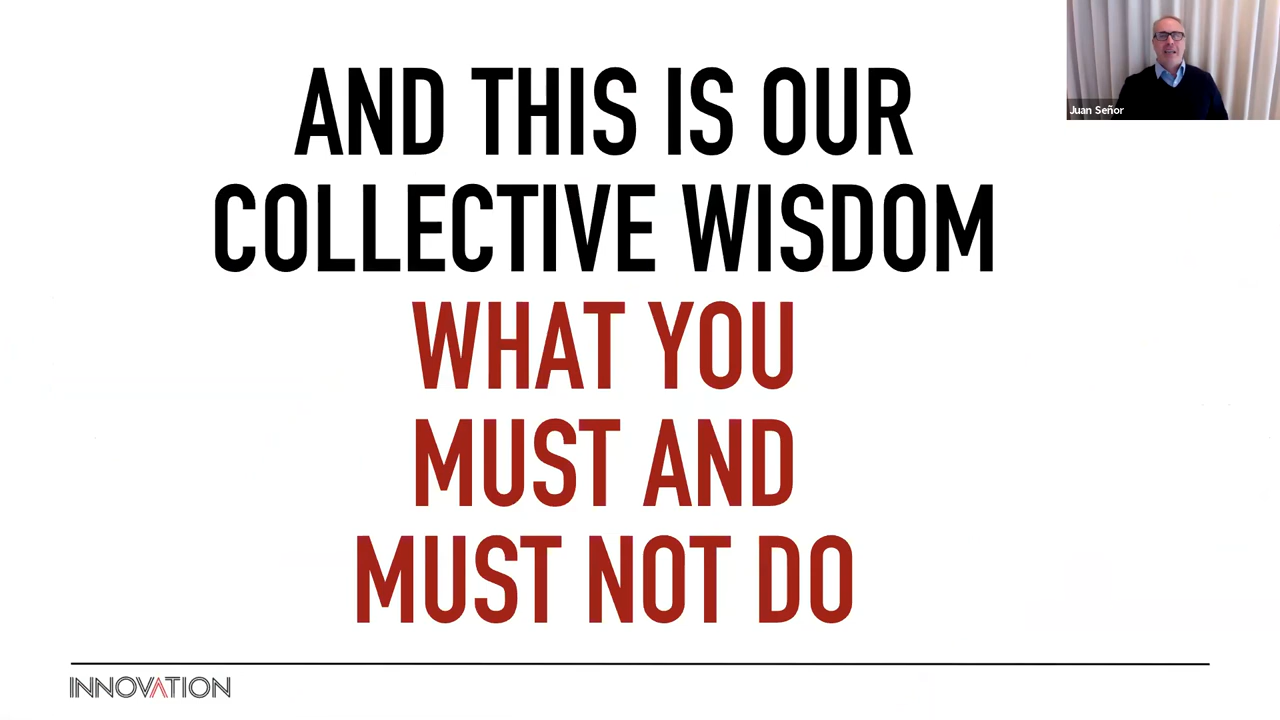 AND THIS IS OUR
COLLECTIVE WISDOM
WHAT YOU
MUST AND
MUST NOT DO
Juan Señor
INNOVATION